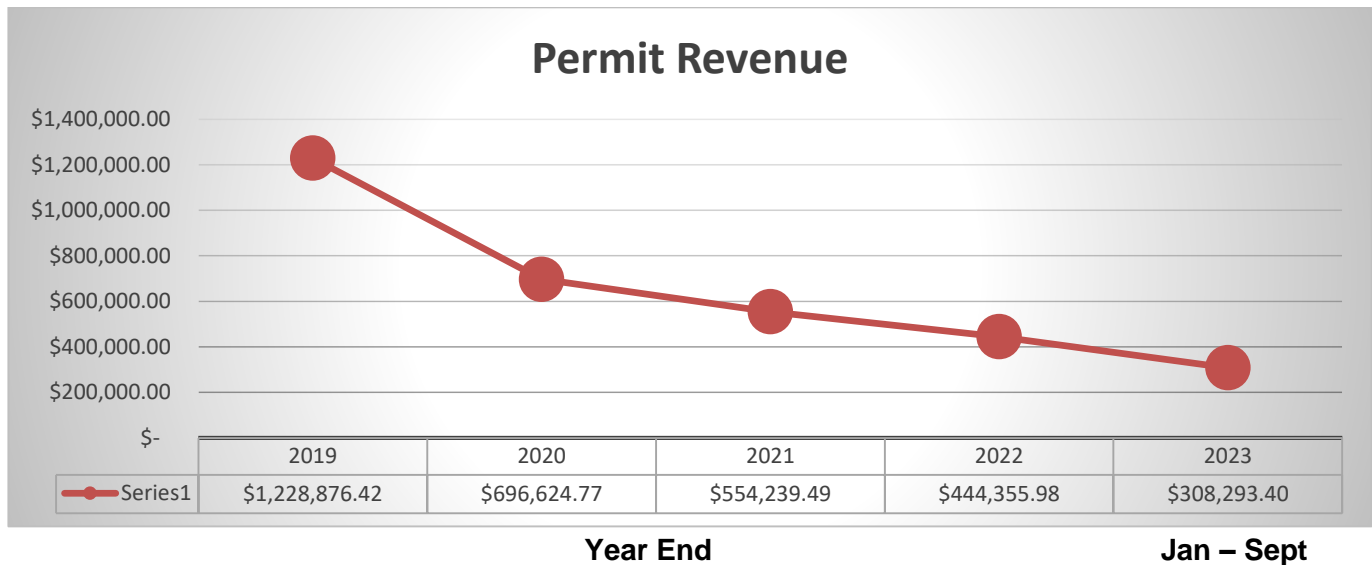 Permit Revenue
$1,400,000.00
$1,200,000.00
$1,000,000.00
$800,000.00
$600,000.00
$400,000.00
$200,000.00
$-
2019 2020 2021 2022 2023
Series1 $1,228,876.42 $696,624.77 $554,239.49 $444,355.98 $308,293.40
Year End Jan – Sept